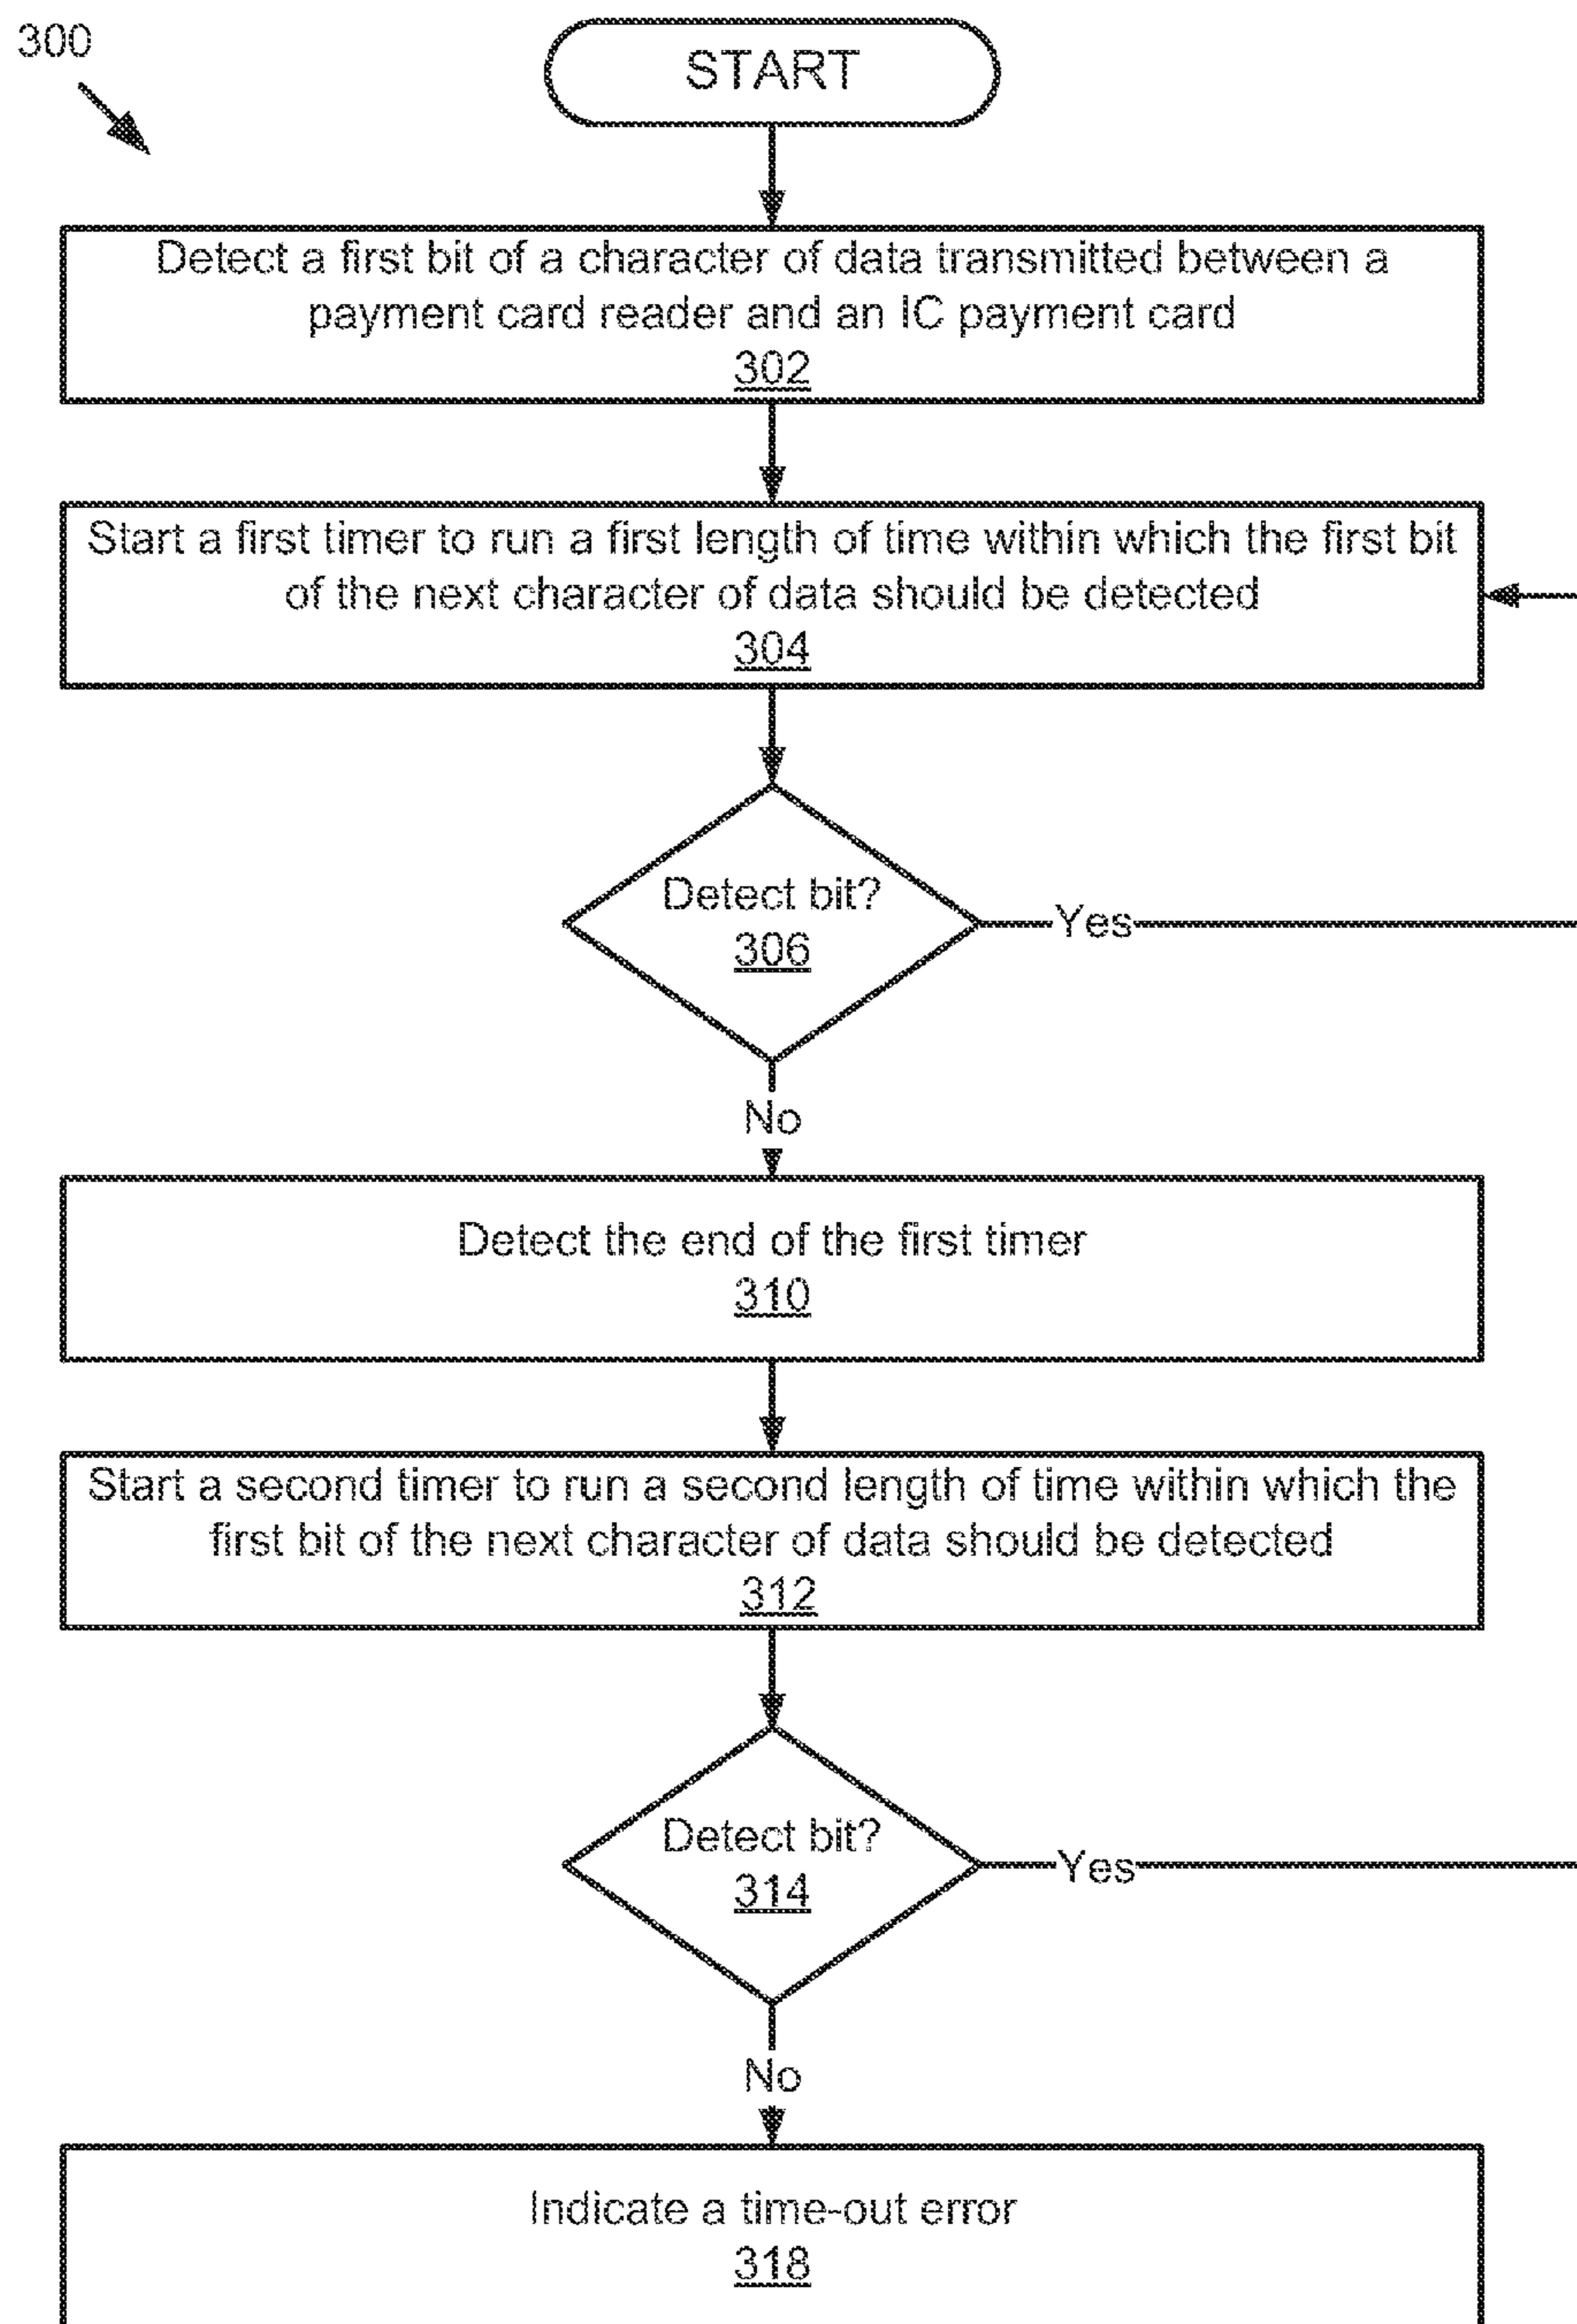 300
START
Detect a first bit of a character of data transmitted between a
payment card reader and an IC payment card
302
Start a first timer to run a first length of time within which the first bit
of the next character of data should be detected
304
Detect bit?
306
Yes
No
Detect the end of the first timer
310
Start a second timer to run a second length of time within which the
first bit of the next character of data should be detected
312
Detect bit?
314
Yes
No
Indicate a time-out error
318